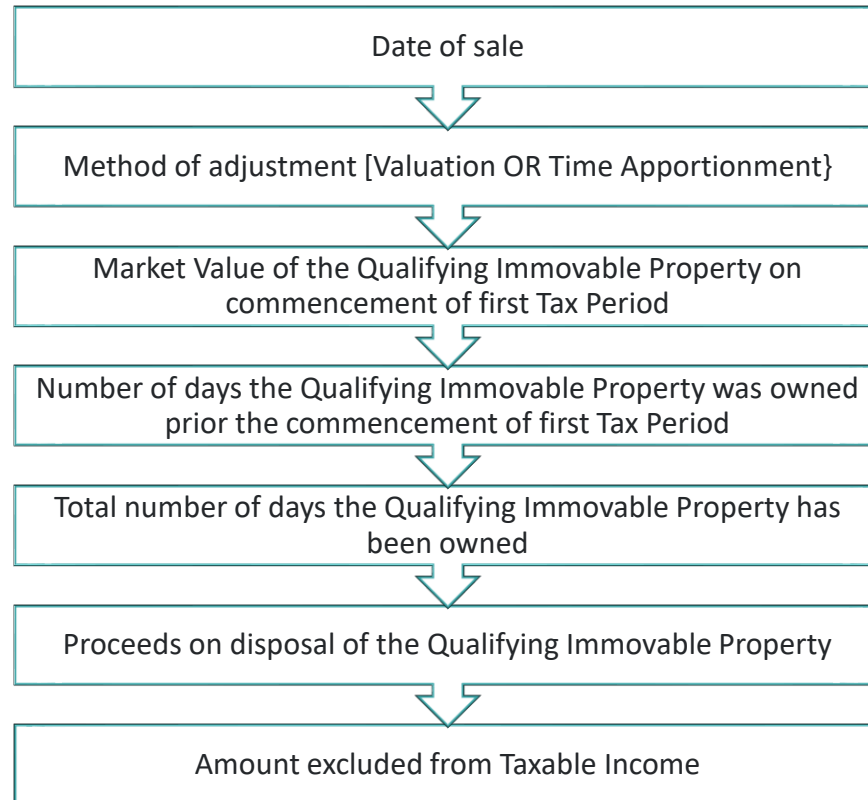 Date of sale
Method of adjustment [Valuation OR Time Apportionment}
Market Value of the Qualifying Immovable Property on
commencement of first Tax Period
Number of days the Qualifying Immovable Property was owned
prior the commencement of first Tax Period
Total number of days the Qualifying Immovable Property has
been owned
Proceeds on disposal of the Qualifying Immovable Property
Amount excluded from Taxable Income